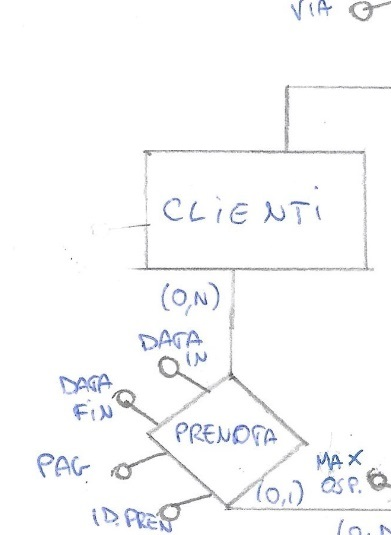 VIA
CLIENTI
(0,N)
DATA
IN
DATA
FIN
PRENOTA
PAG
MAX
OSP.
(0,1)
ID.PREN